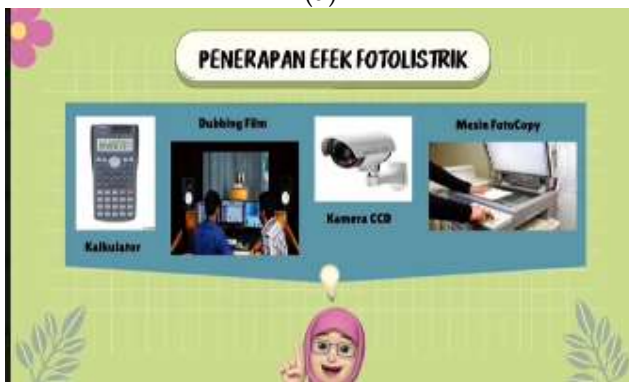 PENERAPAN EFEK FOTOLISTRIK
Dubbing Film
Mesin FotoCopy
Kamera CCD
Kalkulator